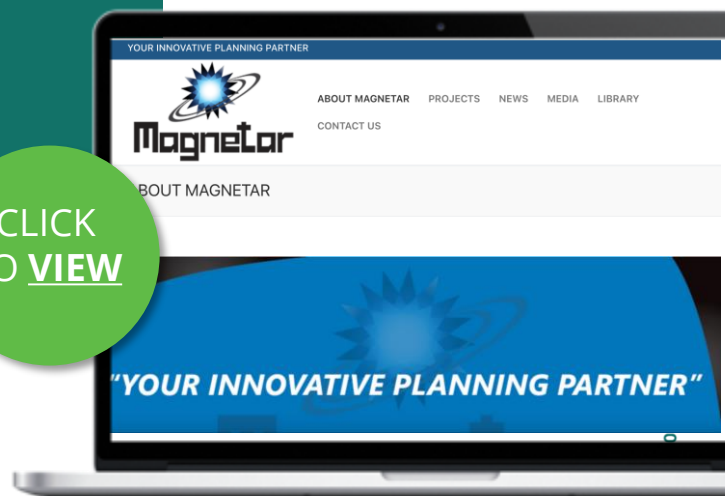 YOUR INNOVATIVE PLANNING PARTNER
Magnetar
ABOUT MAGNETAR PROJECTS NEWS MEDIA LIBRARY
CONTACT US
BOUT MAGNETAR
CLICK
O VIEW
"YOUR INNOVATIVE PLANNING PARTNER"